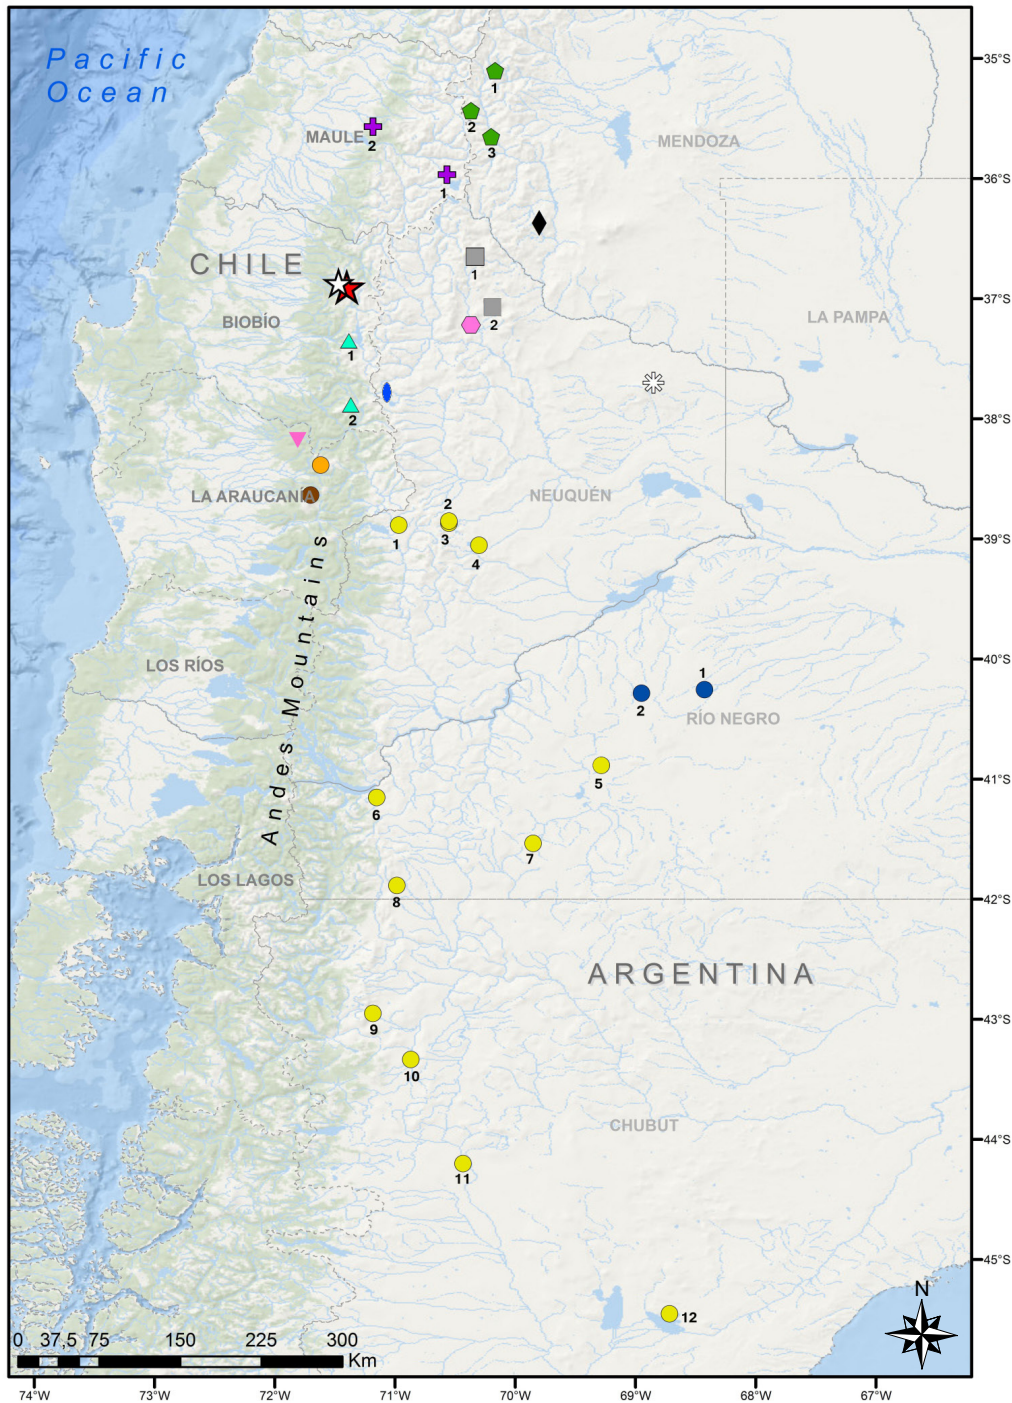 Pacific
Ocean
35°S
1
2
MAULE
2
3
MENDOZA
1
36°S
CHILE
1
37°S
BIOBÍO
2
LA PAMPA
1
2
38°S
LA ARAUCANÍA
NEUQUÉN
2
1
3
39°S
4
Andes Mountains
LOS RÍOS
40°S
1
2
RÍO NEGRO
41°S
5
6
7
LOS LAGOS
8
42°S
ARGENTINA
9
43°S
10
CHUBUT
44°S
11
45°S
N
12
0 37,5 75 150 225 300
Km
74°W 73°W 72°W 71°W 70°W 69°W 68°W 67°W